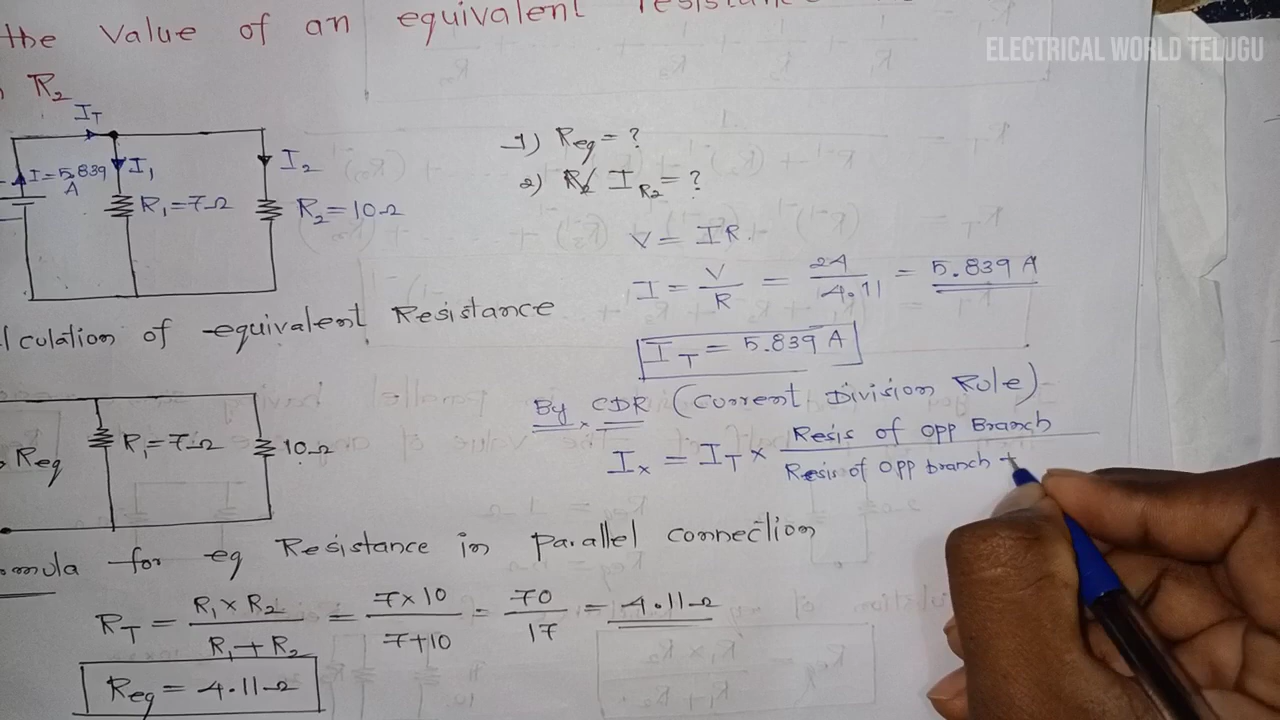 the value of an equivalent resistance
R2
ELECTRICAL WORLD TELUGU
IT
I=5.839 A
I1
R1=7Ω
I2
R2=10Ω
1) Req=?
2) IR2=?
V= IR.
I = V/R = 24/4.11 = 5.839 A
IT = 5.839 A
lculation of equivalent Resistance
By CDR (Current Division Rule)
Ix = IT × Resis of opp Branch / Resis of opp branch +
Req
R1=7Ω
10Ω
mula for eq Resistance in parallel connection
RT = R1 x R2 / R1 + R2 = 7x10 / 7+10 = 70/17 = 4.11Ω
Req = 4.11Ω